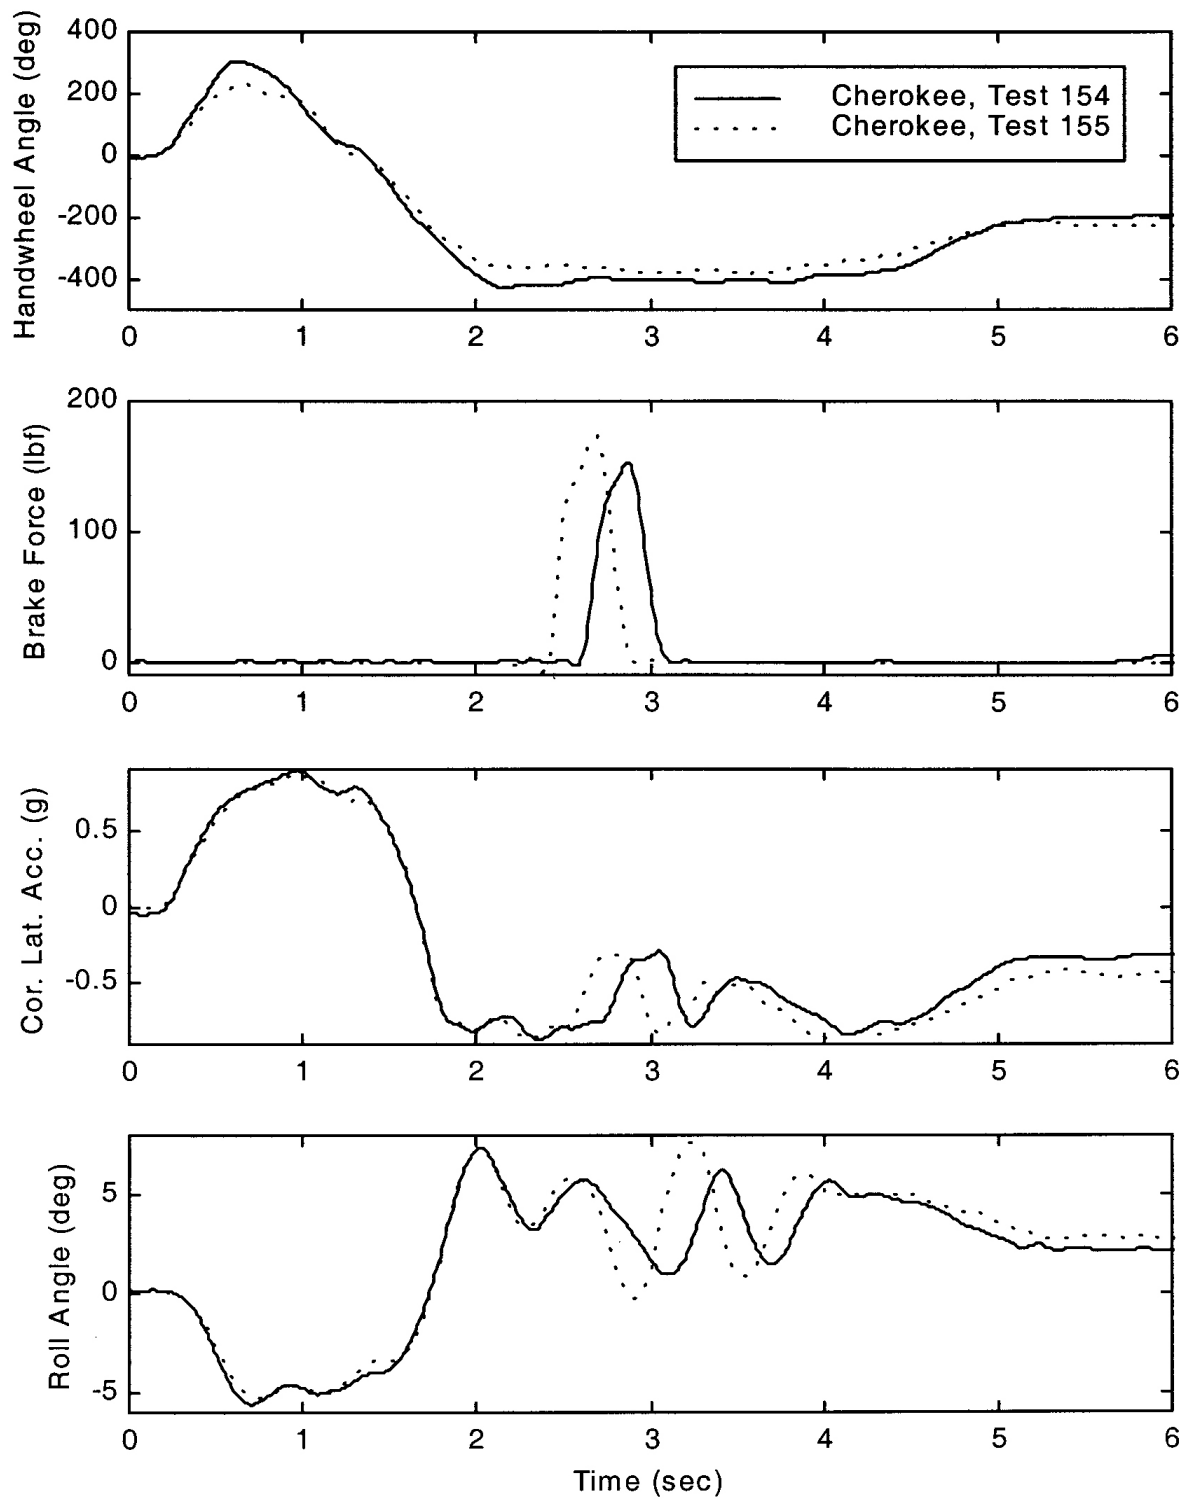 Handwheel Angle (deg)
400
200
0
-200
-400
Cherokee, Test 154
Cherokee, Test 155
0 1 2 3 4 5 6
Brake Force (lbf)
200
100
0
0 1 2 3 4 5 6
Cor. Lat. Acc. (g)
0.5
0
-0.5
0 1 2 3 4 5 6
Roll Angle (deg)
5
0
-5
0 1 2 3 4 5 6
Time (sec)